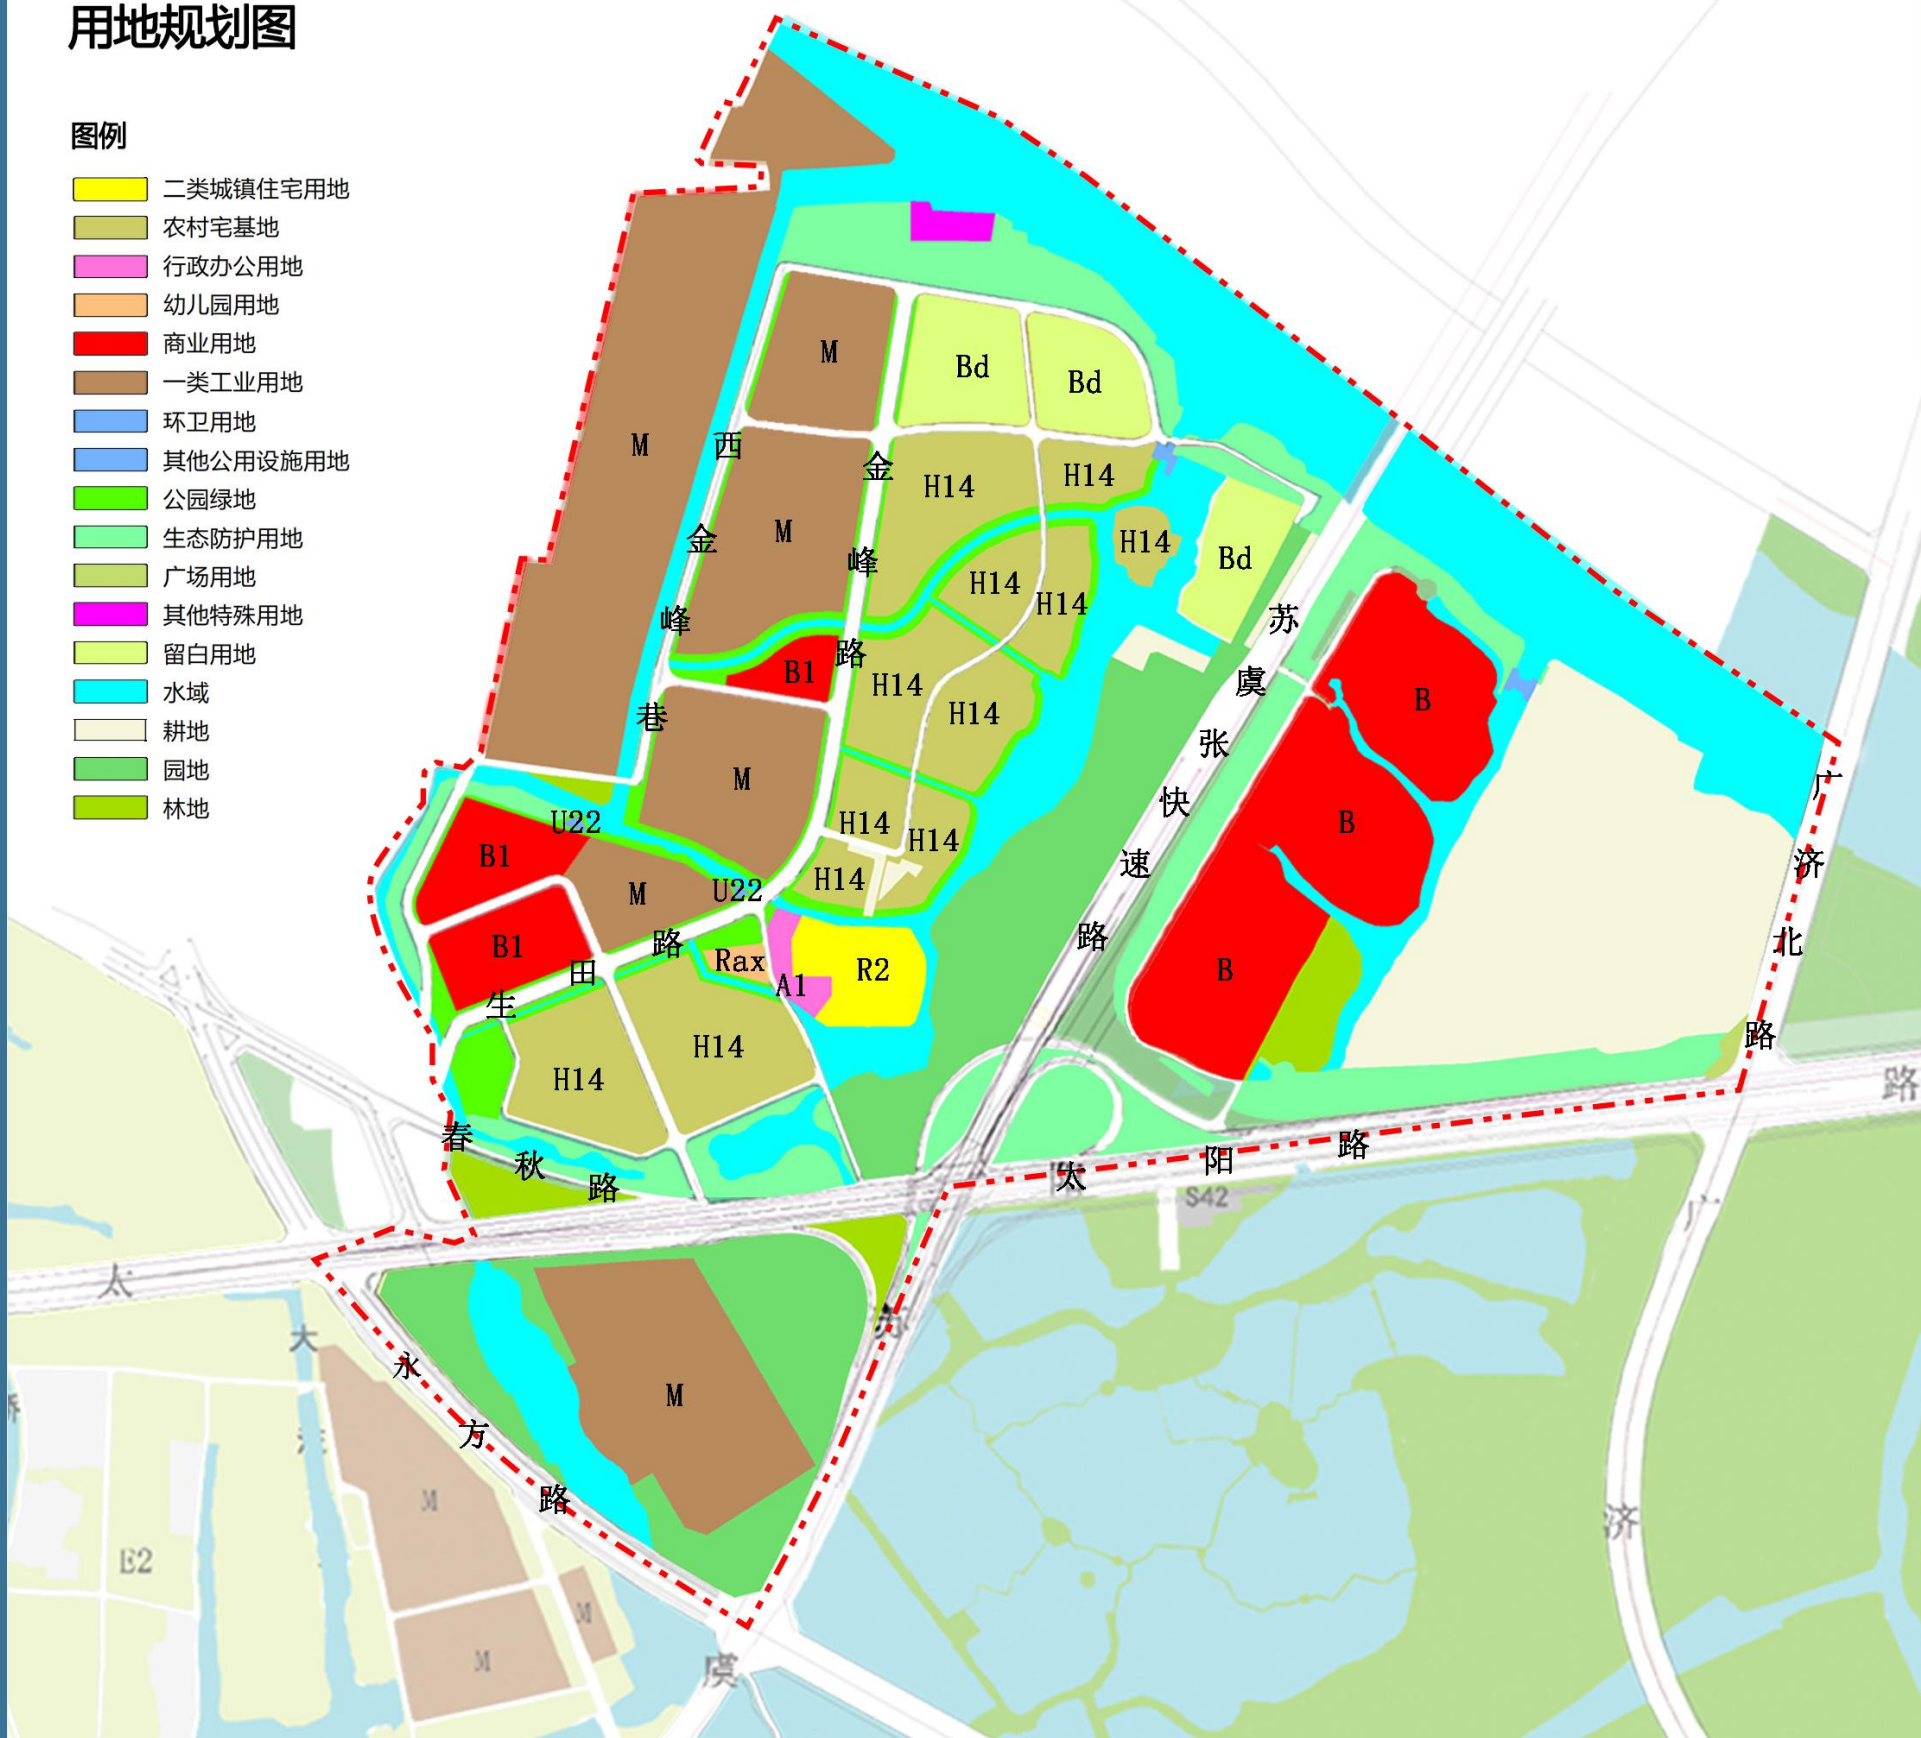 用地规划图
图例
二类城镇住宅用地
农村宅基地
行政办公用地
幼儿园用地
商业用地
一类工业用地
环卫用地
其他公用设施用地
公园绿地
生态防护用地
广场用地
其他特殊用地
留白用地
水域
耕地
园地
林地
M
Bd
Bd
M
西金峰巷
金峰路
H14
H14
M
H14
Bd
H14
H14
苏虞张快速路
B1
H14
H14
B
M
B
广济北路
U22
H14
H14
B1
M
U22
H14
B1
生田路
Rax
A1
R2
B
H14
H14
春秋路
太阳路
路
S42
广
太
苏
大
永方路
M
M
E2
济
M
M
虞